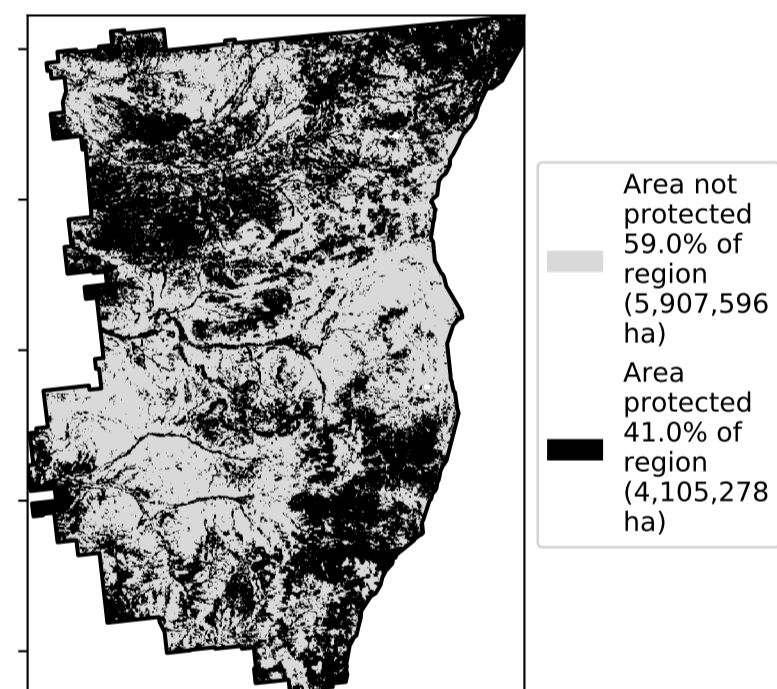 Area not
protected
59.0% of
region
(5,907,596
ha)
Area
protected
41.0% of
region
(4,105,278
ha)